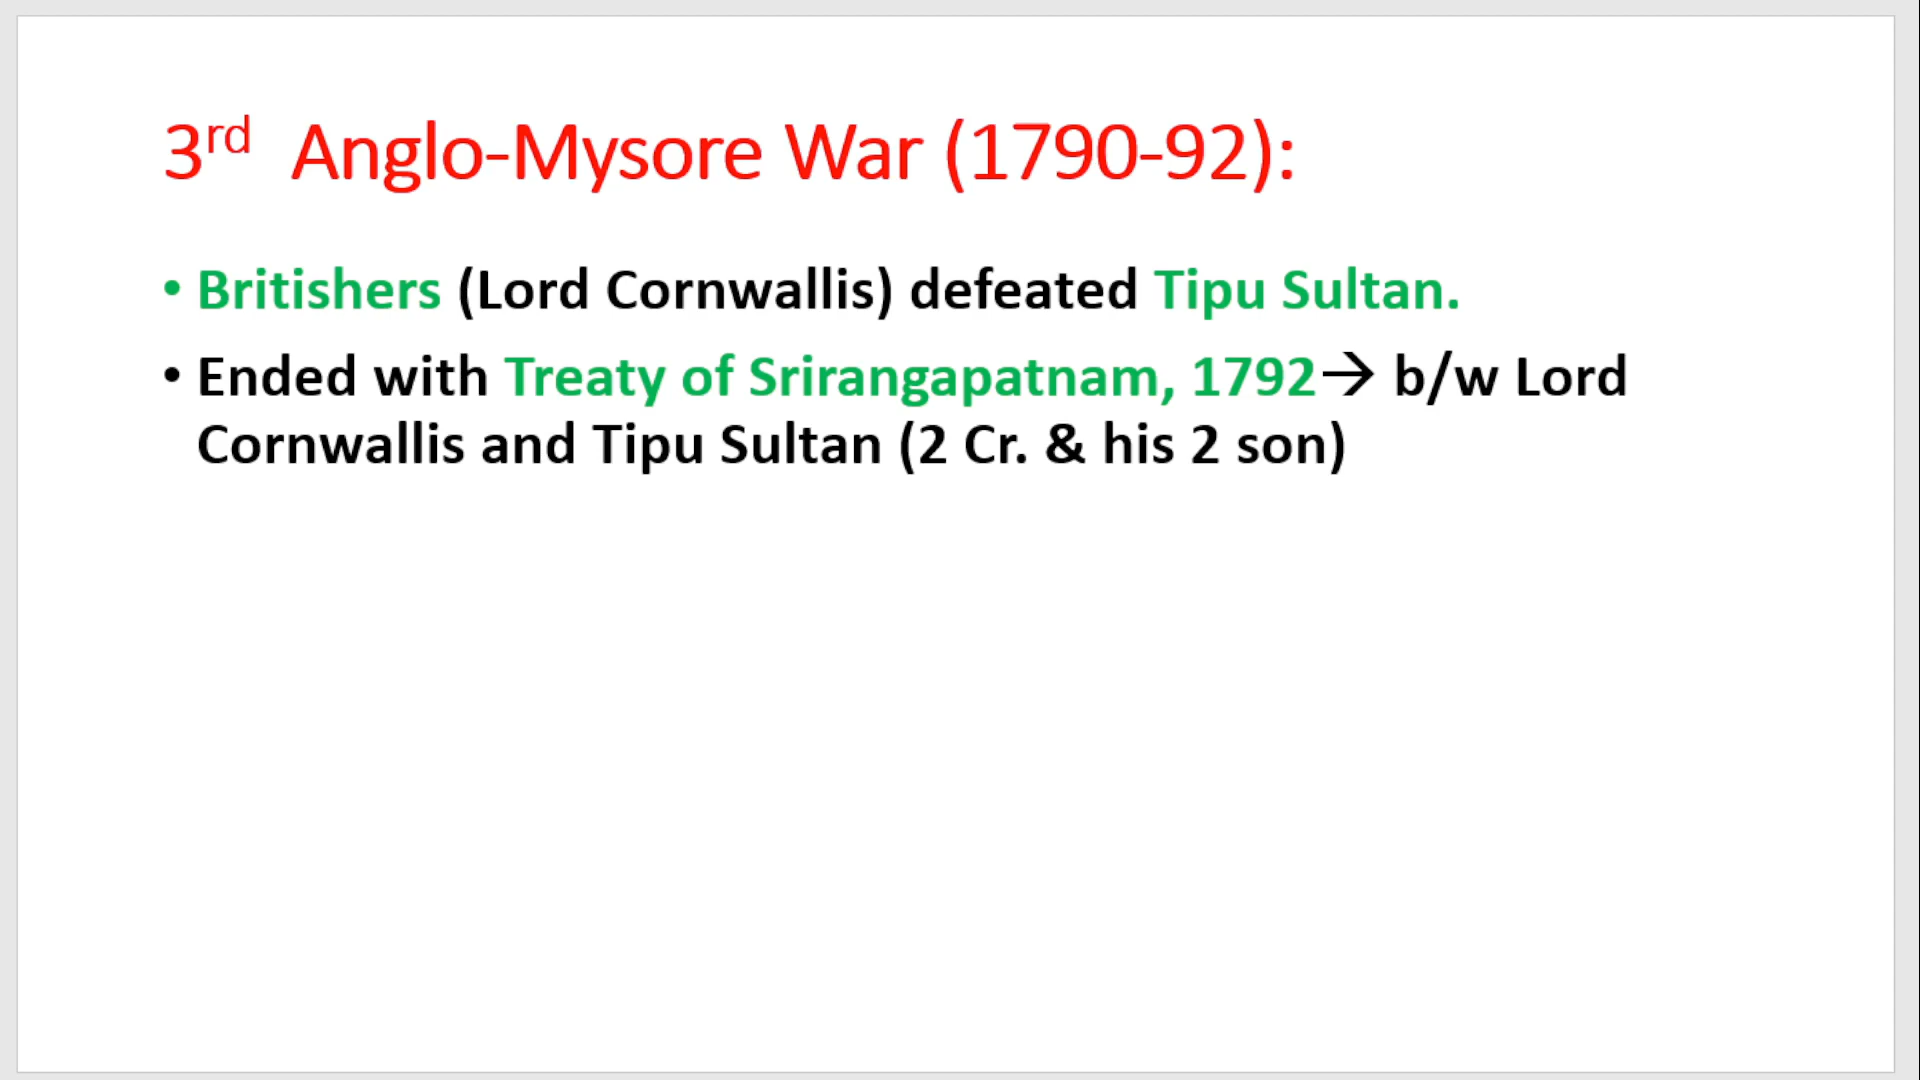 3rd Anglo-Mysore War (1790-92):
• Britishers (Lord Cornwallis) defeated Tipu Sultan.
• Ended with Treaty of Srirangapatnam, 1792→ b/w Lord
Cornwallis and Tipu Sultan (2 Cr. & his 2 son)